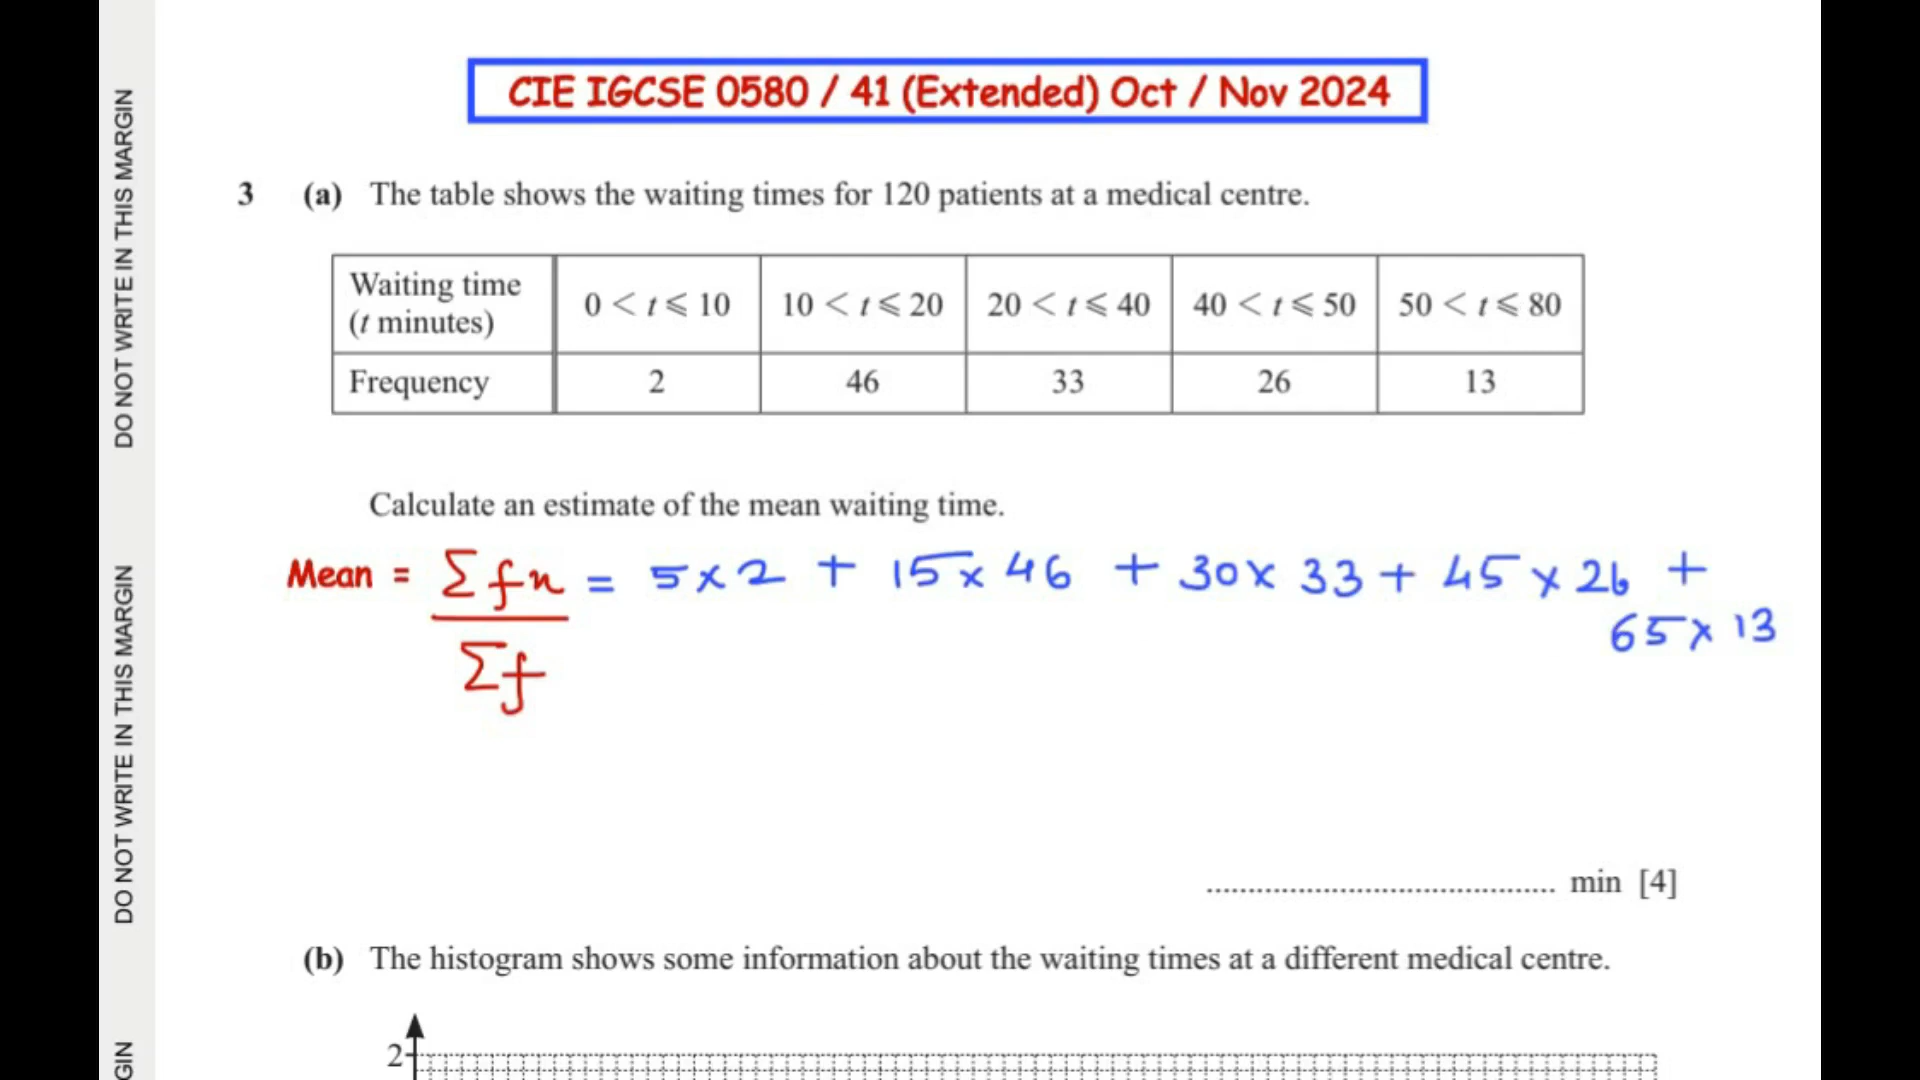 CIE IGCSE 0580 / 41 (Extended) Oct / Nov 2024
3 (a) The table shows the waiting times for 120 patients at a medical centre.
Waiting time (t minutes) 0 < t ⩽ 10 10 < t ⩽ 20 20 < t ⩽ 40 40 < t ⩽ 50 50 < t ⩽ 80
Frequency 2 46 33 26 13
Calculate an estimate of the mean waiting time.
Mean = Σfx / Σf = 5 x 2 + 15 x 46 + 30 x 33 + 45 x 26 +
65 x 13
min [4]
(b) The histogram shows some information about the waiting times at a different medical centre.
2
DO NOT WRITE IN THIS MARGIN
DO NOT WRITE IN THIS MARGIN
GIN